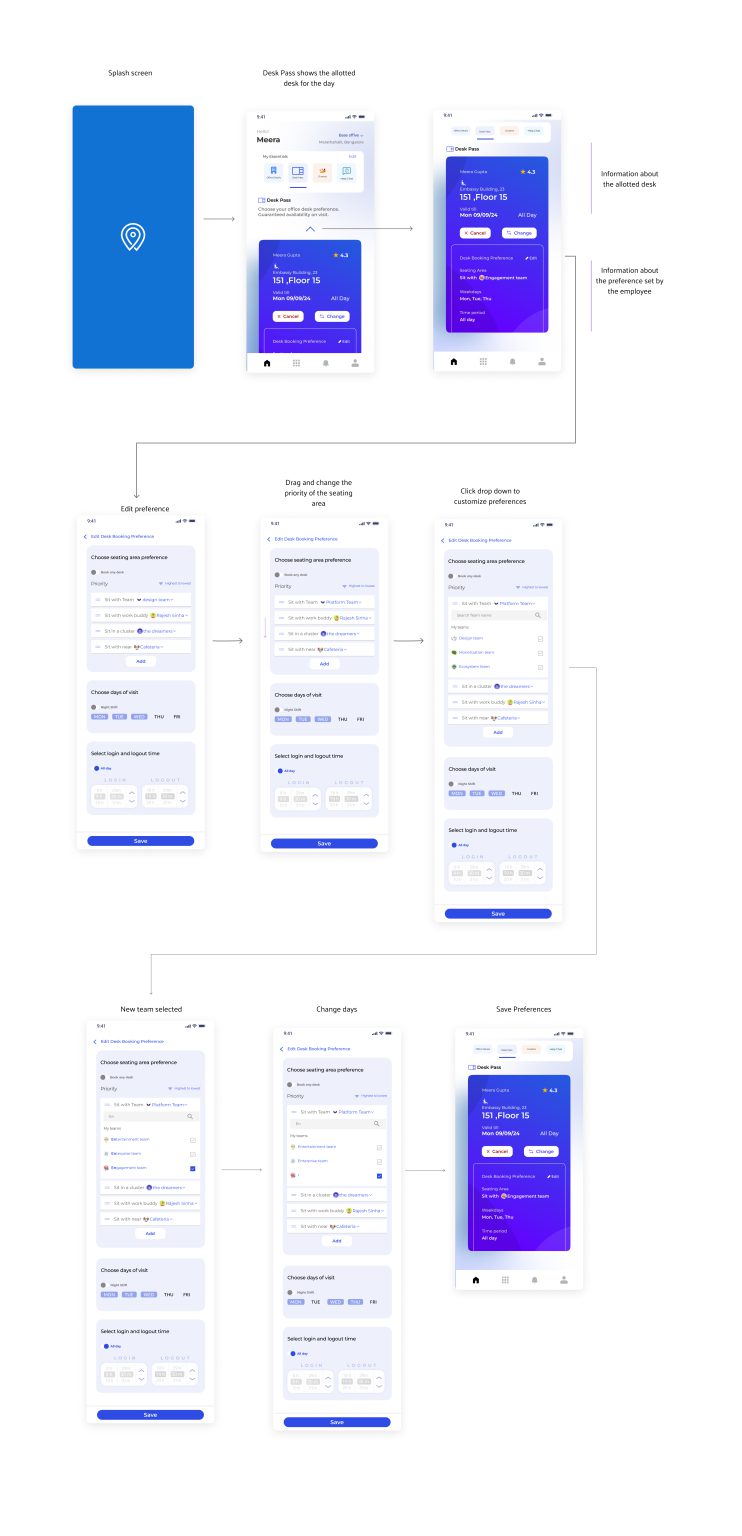 Splash screen
Desk Pass shows the allotted
desk for the day
9:41
Hello!
Meera
Base office
Marathahalli, Bangalore
My Essentials
Edit
Desk Pass
Choose your office desk preference.
Guaranteed availability on visit.
Meera Gupta
4.3
Embassy Building, 23
151 ,Floor 15
Valid till
Mon 09/09/24
All Day
Cancel
Change
Desk Booking Preference
Edit
9:41
Desk Pass
Meera Gupta
4.3
Embassy Building, 23
151 ,Floor 15
Valid till
Mon 09/09/24
All Day
Cancel
Change
Desk Booking Preference
Edit
Seating Area
Sit with Engagement team
Weekdays
Mon, Tue, Thu
Time period
All day
Information about
the allotted desk
Information about
the preference set by
the employee
Edit preference
9:41
Edit Desk Booking Preference
Choose seating area preference
Book any desk
Priority
Highest to lowest
Sit with Team design team
Sit with work buddy Rajesh Sinha
Sit in a cluster the dreamers
Sit with near Cafeteria
Add
Choose days of visit
Night Shift
MON TUE WED THU FRI
Select login and logout time
All day
LOGIN LOGOUT
Save
Drag and change the
priority of the seating
area
9:41
Edit Desk Booking Preference
Choose seating area preference
Book any desk
Priority
Highest to lowest
Sit with Team Platform Team
Sit with work buddy Rajesh Sinha
Sit in a cluster the dreamers
Sit with near Cafeteria
Add
Choose days of visit
Night Shift
MON TUE WED THU FRI
Select login and logout time
All day
LOGIN LOGOUT
Save
Click drop down to
customize preferences
9:41
Edit Desk Booking Preference
Choose seating area preference
Book any desk
Priority
Highest to lowest
Sit with Team Platform Team
Search Team name
My teams
Design team
Monetisation team
Ecosystem team
Sit in a cluster the dreamers
Sit with work buddy Rajesh Sinha
Sit with near Cafeteria
Add
Choose days of visit
Night Shift
MON TUE WED THU FRI
Select login and logout time
All day
LOGIN LOGOUT
Save
New team selected
9:41
Edit Desk Booking Preference
Choose seating area preference
Book any desk
Priority
Highest to lowest
Sit with Team Platform Team
En
My teams
Entertainment team
Enterprise team
Engagement team
Sit in a cluster the dreamers
Sit with work buddy Rajesh Sinha
Sit with near Cafeteria
Add
Choose days of visit
Night Shift
MON TUE WED THU FRI
Select login and logout time
All day
LOGIN LOGOUT
Save
Change days
9:41
Edit Desk Booking Preference
Choose seating area preference
Book any desk
Priority
Highest to lowest
Sit with Team Platform Team
En
My teams
Entertainment team
Enterprise team
Sit in a cluster the dreamers
Sit with work buddy Rajesh Sinha
Sit with near Cafeteria
Add
Choose days of visit
Night Shift
MON TUE WED THU FRI
Select login and logout time
All day
LOGIN LOGOUT
Save
Save Preferences
9:41
Desk Pass
Meera Gupta
4.3
Embassy Building, 23
151 ,Floor 15
Valid till
Mon 09/09/24
All Day
Cancel
Change
Desk Booking Preference
Edit
Seating Area
Sit with Engagement team
Weekdays
Mon, Tue, Thu
Time period
All day